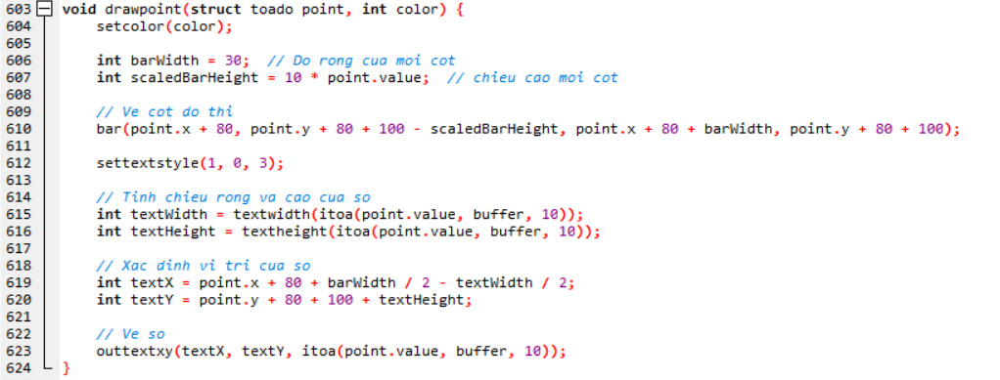 603 void drawpoint(struct toado point, int color) {
604 setcolor(color);
605
606 int barWidth = 30; // Do rong cua moi cot
607 int scaledBarHeight = 10 * point.value; // chieu cao moi cot
608
609 // Ve cot do thi
610 bar(point.x + 80, point.y + 80 + 100 - scaledBarHeight, point.x + 80 + barWidth, point.y + 80 + 100);
611
612 settextstyle(1, 0, 3);
613
614 // Tinh chieu rong va cao cua so
615 int textWidth = textwidth(itoa(point.value, buffer, 10));
616 int textHeight = textheight(itoa(point.value, buffer, 10));
617
618 // Xac dinh vi tri cua so
619 int textX = point.x + 80 + barWidth / 2 - textWidth / 2;
620 int textY = point.y + 80 + 100 + textHeight;
621
622 // Ve so
623 outtextxy(textX, textY, itoa(point.value, buffer, 10));
624 }